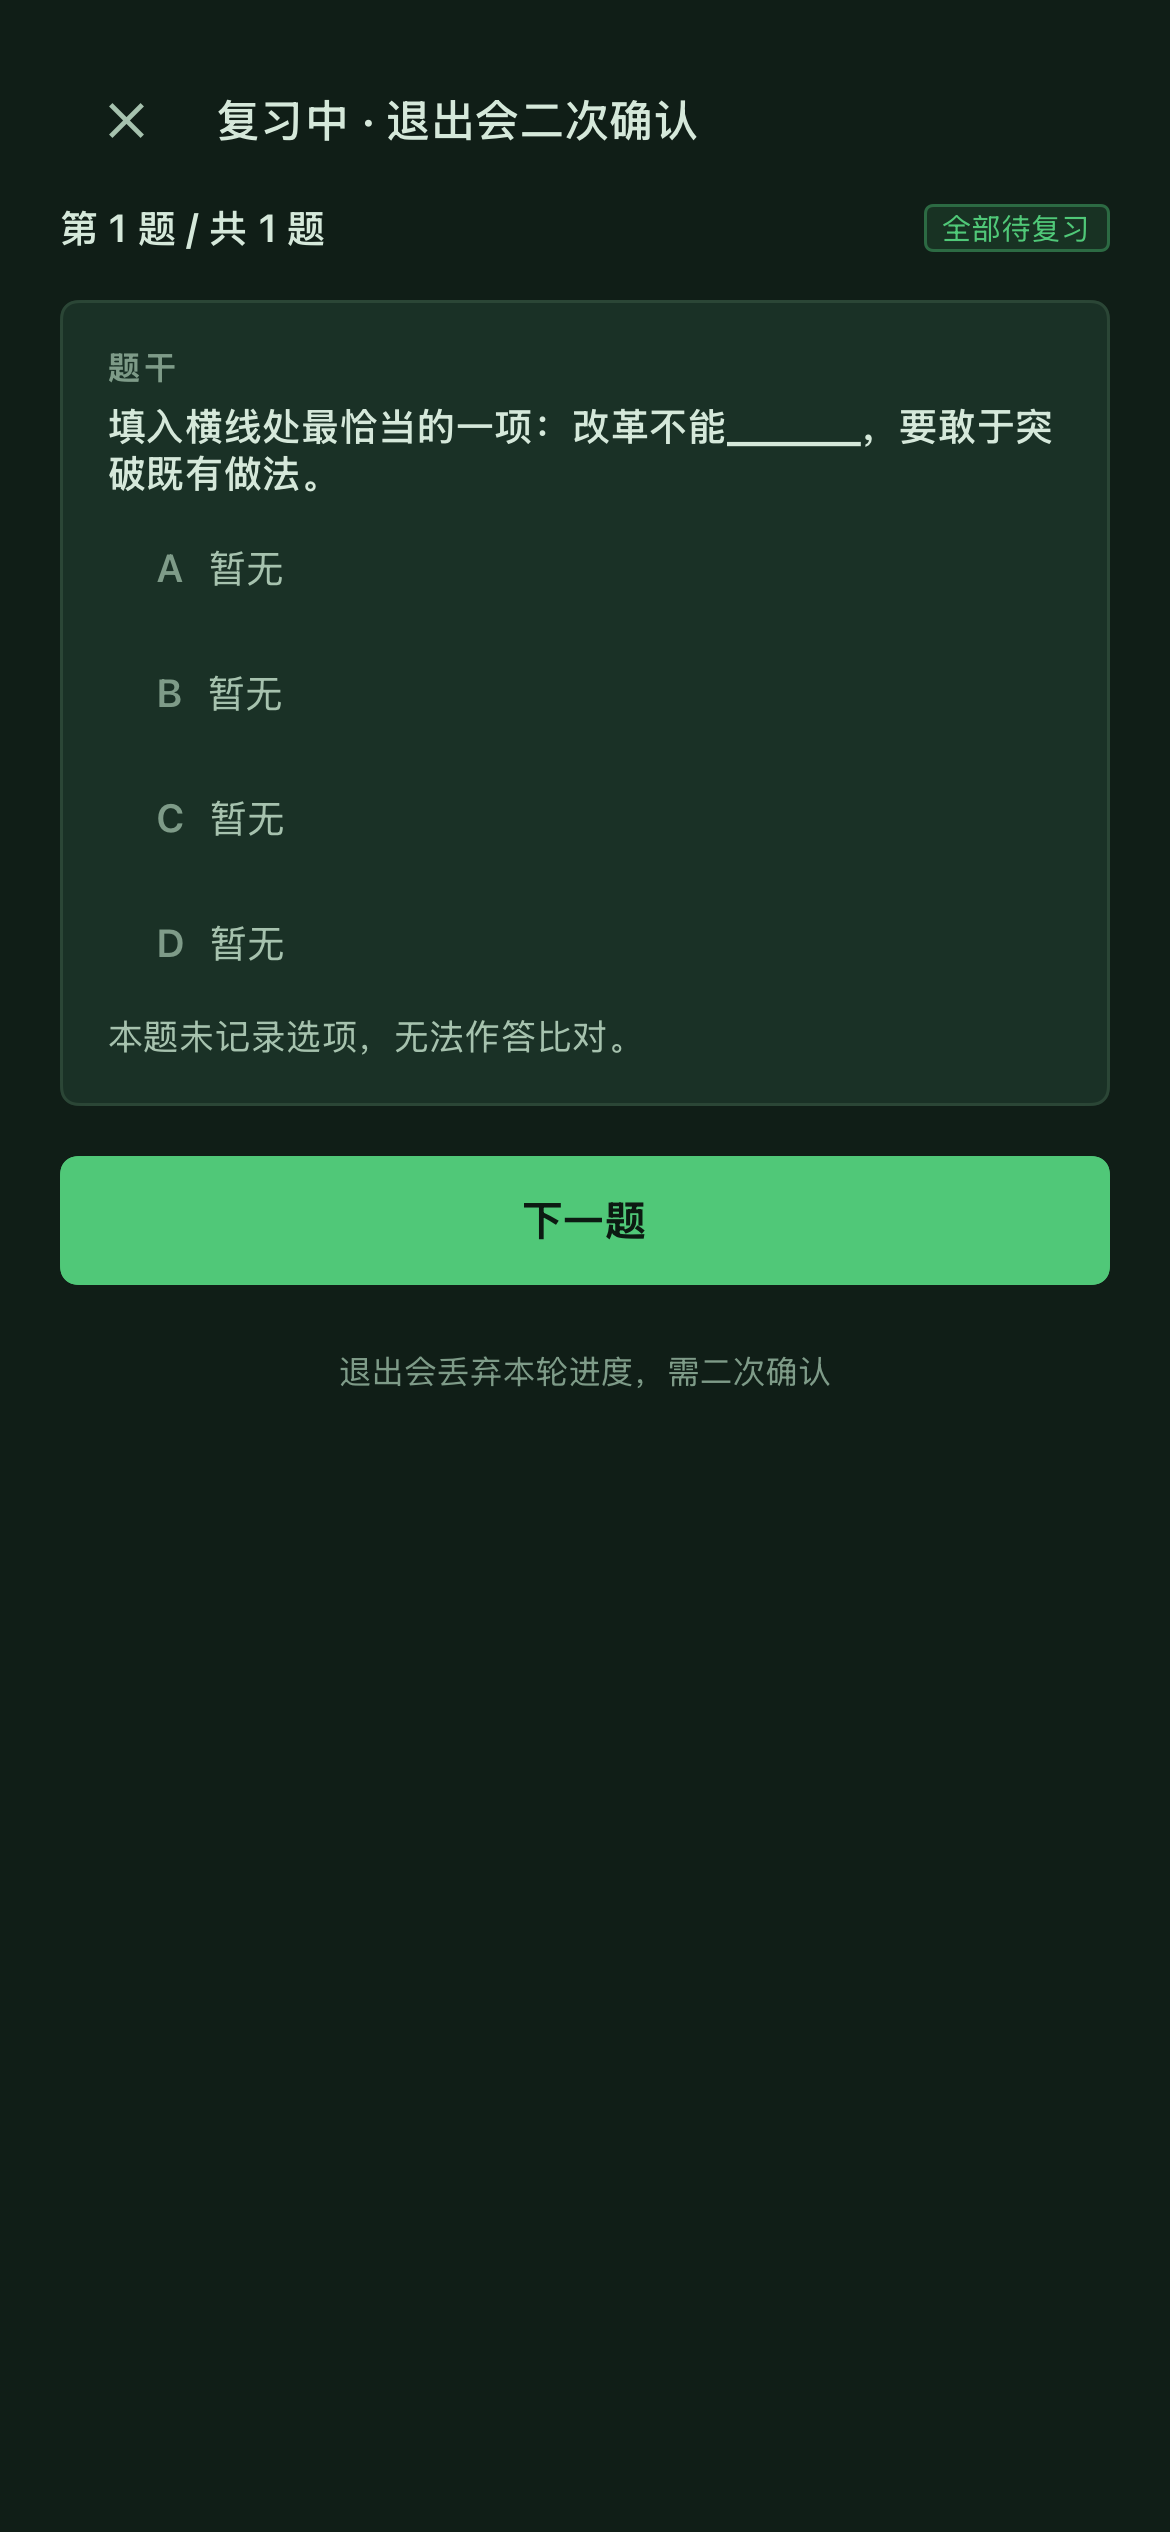 复习中 · 退出会二次确认
第 1 题 / 共 1 题
全部待复习
题干
填入横线处最恰当的一项：改革不能_______，要敢于突
破既有做法。
A 暂无
B 暂无
C 暂无
D 暂无
本题未记录选项，无法作答比对。
下一题
退出会丢弃本轮进度，需二次确认